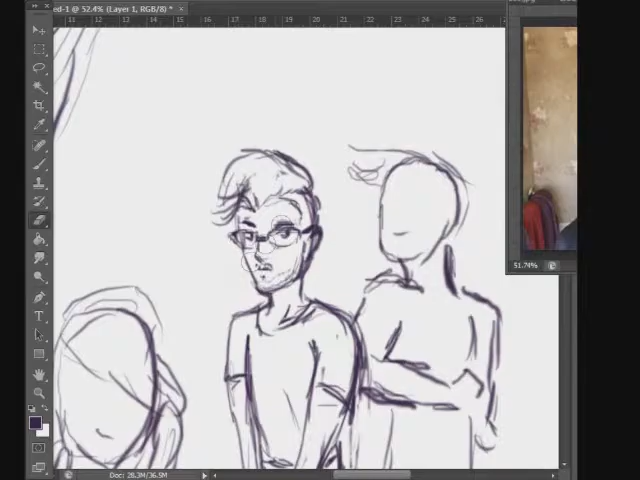 ed-1 @ 52.4% (Layer 1, RGB/8) * ×
11 12 13 14 15 16 17 18 19 20 21 22 23 24 25 26
51.74%
Doc: 28.3M/36.5M